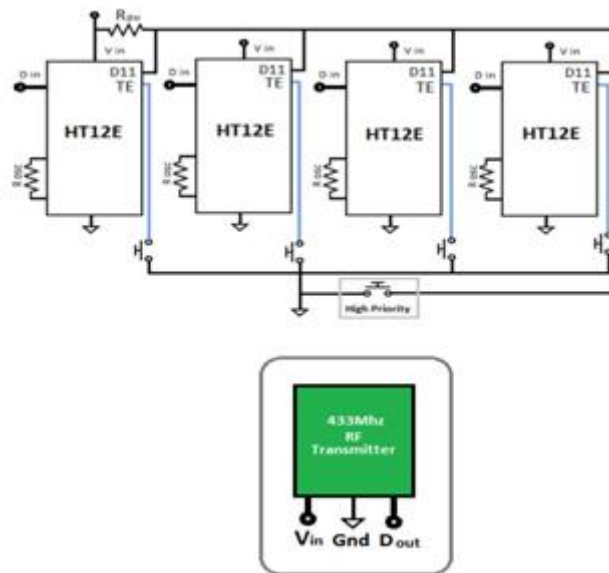 V in
D in
D11
TE
HT12E
V in
D in
D11
TE
HT12E
V in
D in
D11
TE
HT12E
V in
D in
D11
TE
HT12E
High Priority
433Mhz
RF
Transmitter
Vin Gnd Dout